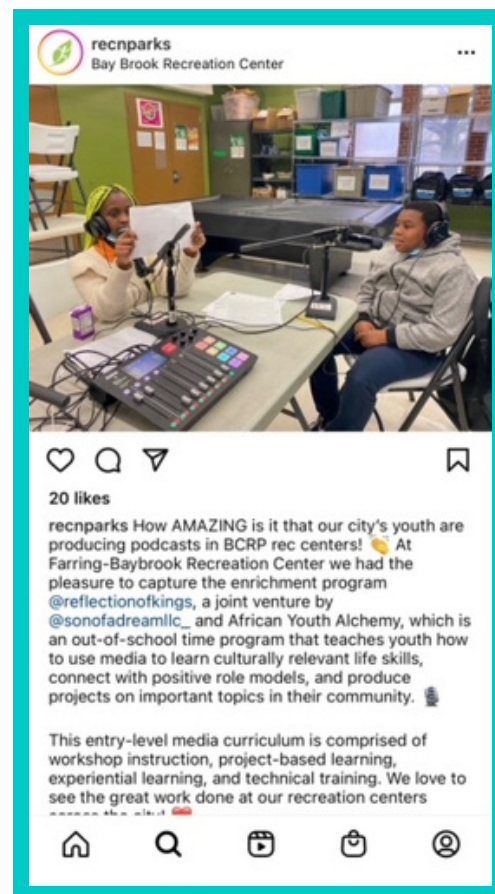 recnparks
Bay Brook Recreation Center
20 likes
recnparks How AMAZING is it that our city's youth are
producing podcasts in BCRP rec centers! 👏 At
Farring-Baybrook Recreation Center we had the
pleasure to capture the enrichment program
@reflectionofkings, a joint venture by
@sonofadreamllc_ and African Youth Alchemy, which is
an out-of-school time program that teaches youth how
to use media to learn culturally relevant life skills,
connect with positive role models, and produce
projects on important topics in their community. 🎙️
This entry-level media curriculum is comprised of
workshop instruction, project-based learning,
experiential learning, and technical training. We love to
see the great work done at our recreation centers
across the city! ❤️